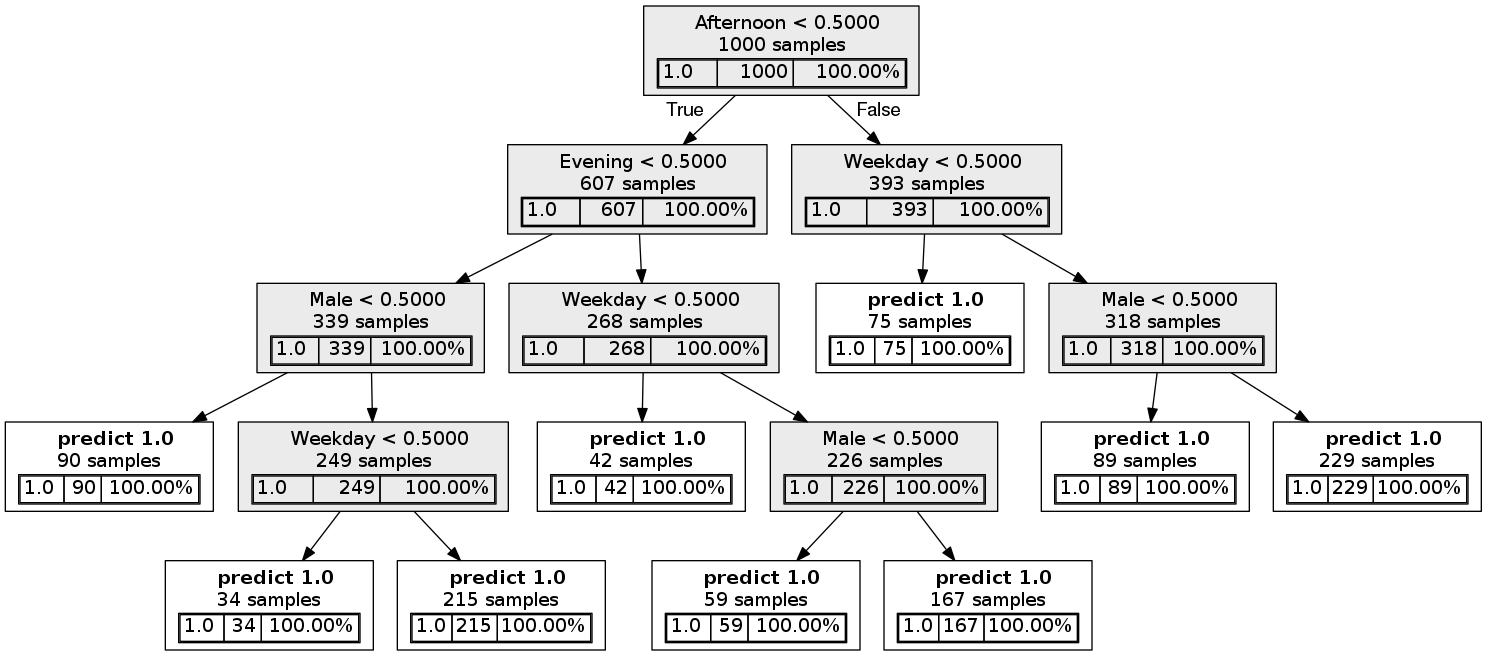 Afternoon < 0.5000
1000 samples
1.0 1000 100.00%
True False
Evening < 0.5000
607 samples
1.0 607 100.00%
Weekday < 0.5000
393 samples
1.0 393 100.00%
Male < 0.5000
339 samples
1.0 339 100.00%
Weekday < 0.5000
268 samples
1.0 268 100.00%
predict 1.0
75 samples
1.0 75 100.00%
Male < 0.5000
318 samples
1.0 318 100.00%
predict 1.0
90 samples
1.0 90 100.00%
Weekday < 0.5000
249 samples
1.0 249 100.00%
predict 1.0
42 samples
1.0 42 100.00%
Male < 0.5000
226 samples
1.0 226 100.00%
predict 1.0
89 samples
1.0 89 100.00%
predict 1.0
229 samples
1.0 229 100.00%
predict 1.0
34 samples
1.0 34 100.00%
predict 1.0
215 samples
1.0 215 100.00%
predict 1.0
59 samples
1.0 59 100.00%
predict 1.0
167 samples
1.0 167 100.00%